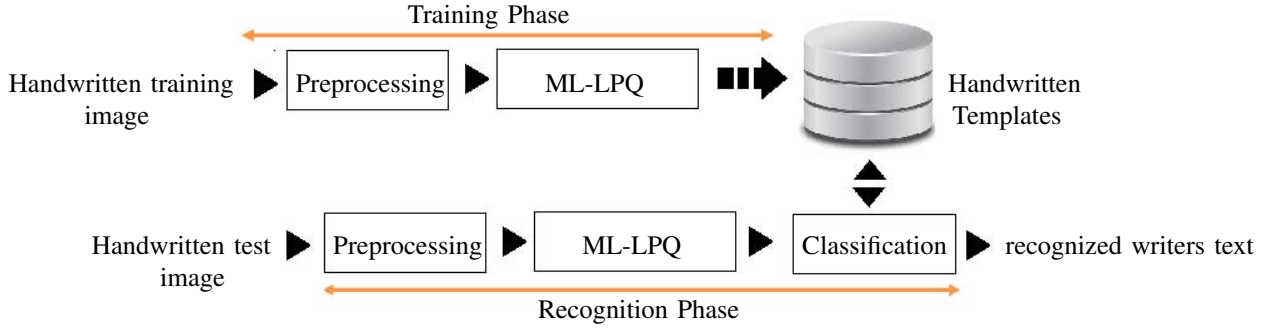 Training Phase
Handwritten training
image
Preprocessing
ML-LPQ
Handwritten
Templates
Handwritten test
image
Preprocessing
ML-LPQ
Classification
recognized writers text
Recognition Phase